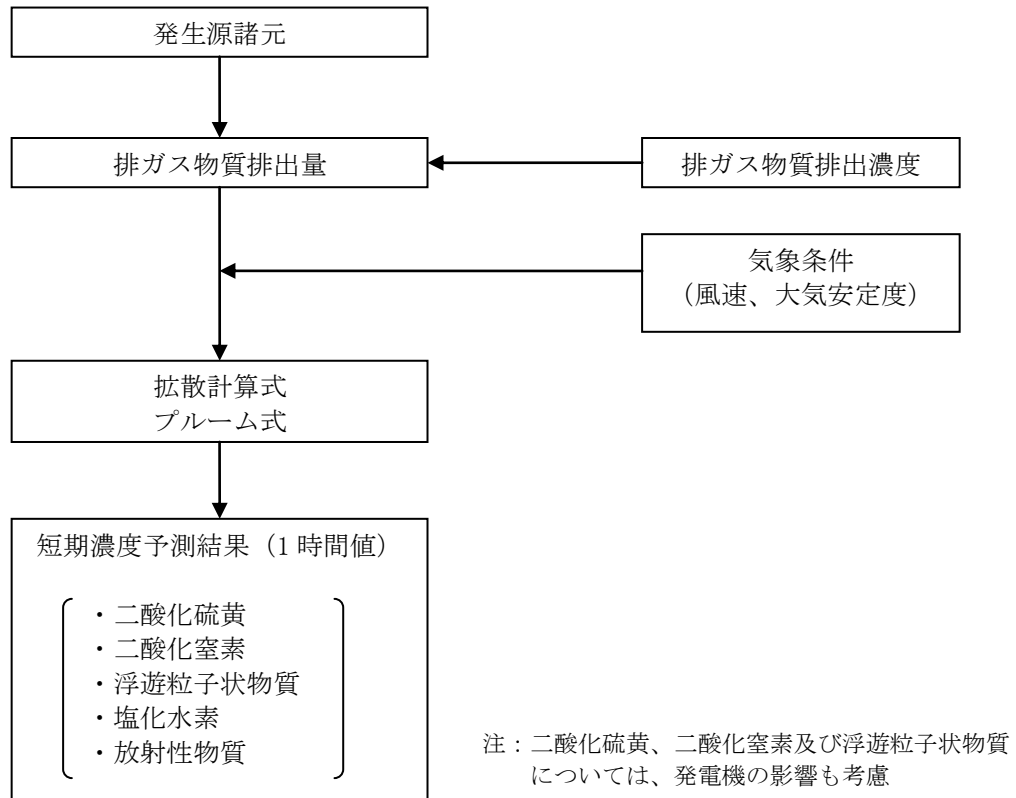 発生源諸元
排ガス物質排出量
排ガス物質排出濃度
気象条件
（風速、大気安定度）
拡散計算式
プルーム式
短期濃度予測結果（1 時間値）
・二酸化硫黄
・二酸化窒素
・浮遊粒子状物質
・塩化水素
・放射性物質
注：二酸化硫黄、二酸化窒素及び浮遊粒子状物質
については、発電機の影響も考慮